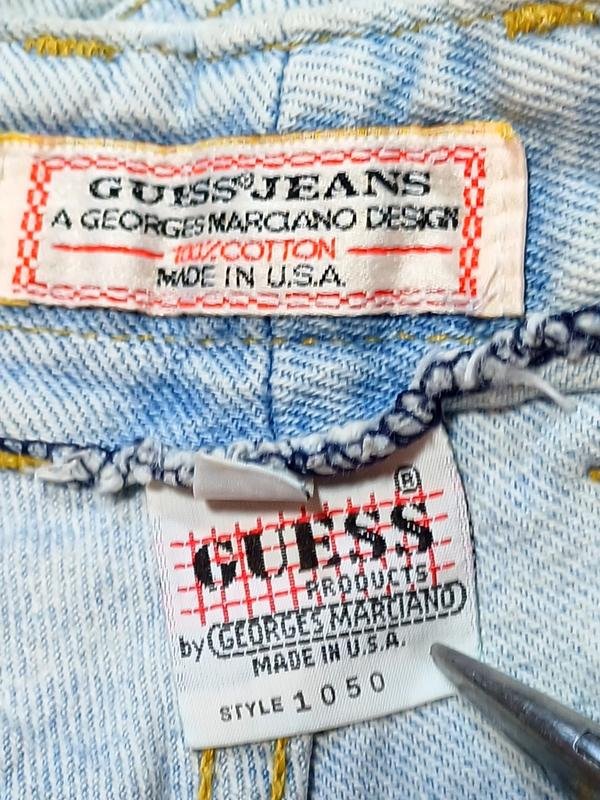 GUESS® JEANS
A GEORGES MARCIANO DESIGN
100% COTTON
MADE IN U.S.A.
®
GUESS
PRODUCTS
by GEORGES MARCIANO
MADE IN U.S.A.
STYLE 1050